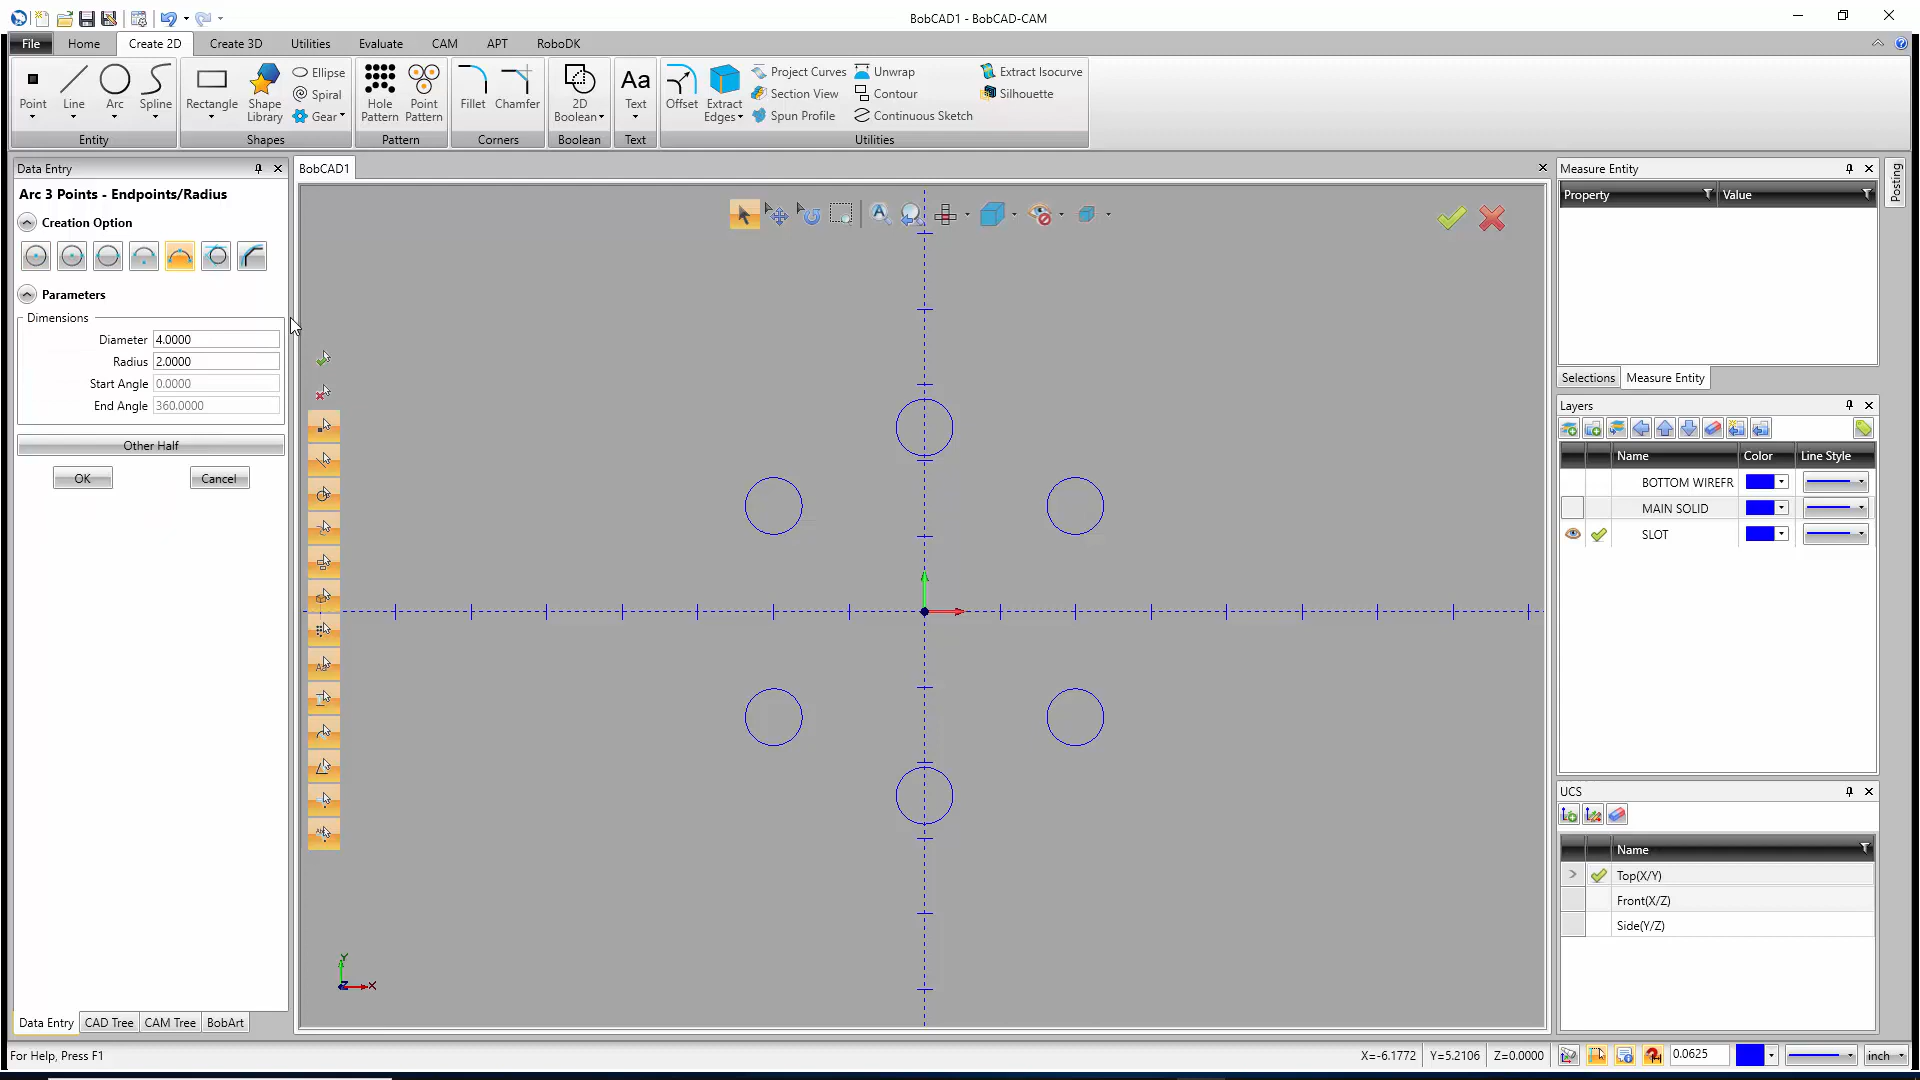 BobCAD1 - BobCAD-CAM
File Home Create 2D Create 3D Utilities Evaluate CAM APT RoboDK
Point Line Arc Spline
Entity
Rectangle Shape Library Ellipse Spiral Gear
Shapes
Hole Pattern Point Pattern
Pattern
Fillet Chamfer
Corners
2D Boolean
Boolean
Aa Text
Text
Offset Extract Edges Project Curves Section View Spun Profile Unwrap Contour Continuous Sketch Extract Isocurve Silhouette
Utilities
Data Entry
Arc 3 Points - Endpoints/Radius
Creation Option
Parameters
Dimensions
Diameter 4.0000
Radius 2.0000
Start Angle 0.0000
End Angle 360.0000
Other Half
OK Cancel
Data Entry CAD Tree CAM Tree BobArt
BobCAD1
Y
Z X
Measure Entity
Property Value
Selections Measure Entity
Posting
Layers
Name Color Line Style
BOTTOM WIREFR
MAIN SOLID
SLOT
UCS
Name
Top(X/Y)
Front(X/Z)
Side(Y/Z)
For Help, Press F1
X=-6.1772 Y=5.2106 Z=0.0000 0.0625 inch